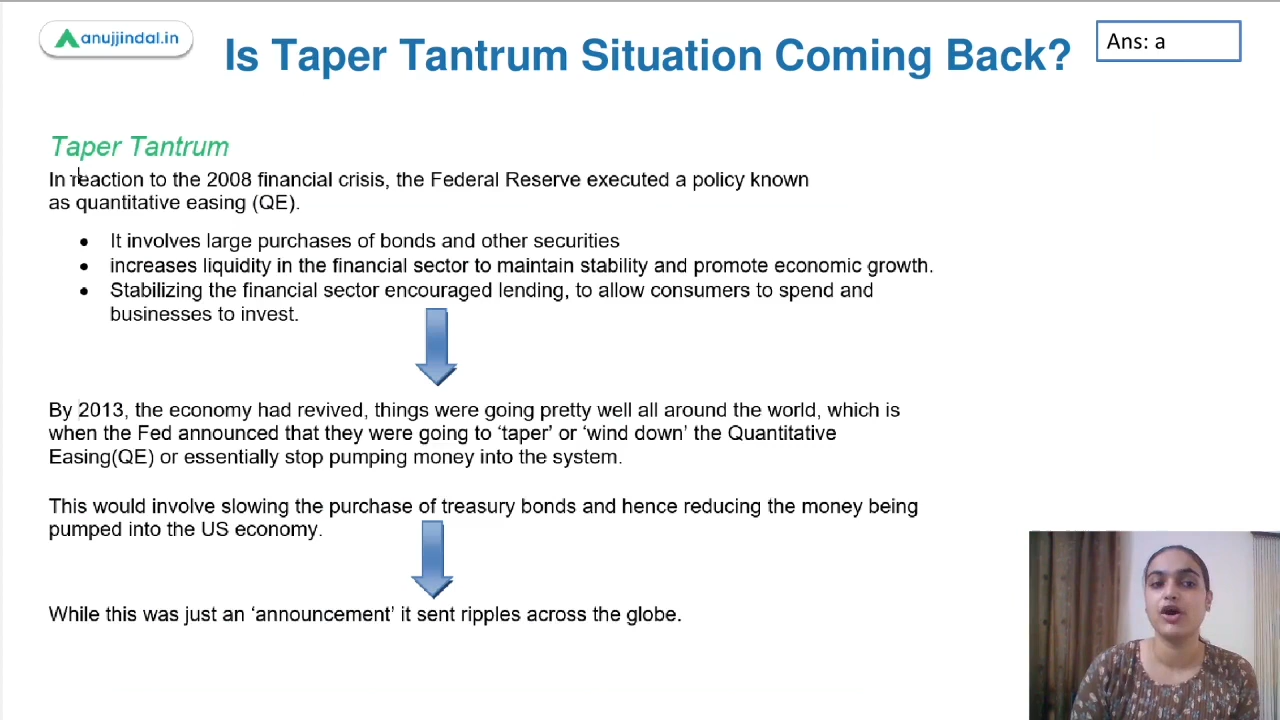 anujjindal.in
Is Taper Tantrum Situation Coming Back?
Ans: a
Taper Tantrum
In reaction to the 2008 financial crisis, the Federal Reserve executed a policy known
as quantitative easing (QE).
• It involves large purchases of bonds and other securities
• increases liquidity in the financial sector to maintain stability and promote economic growth.
• Stabilizing the financial sector encouraged lending, to allow consumers to spend and
businesses to invest.
By 2013, the economy had revived, things were going pretty well all around the world, which is
when the Fed announced that they were going to ‘taper’ or ‘wind down’ the Quantitative
Easing(QE) or essentially stop pumping money into the system.
This would involve slowing the purchase of treasury bonds and hence reducing the money being
pumped into the US economy.
While this was just an ‘announcement’ it sent ripples across the globe.